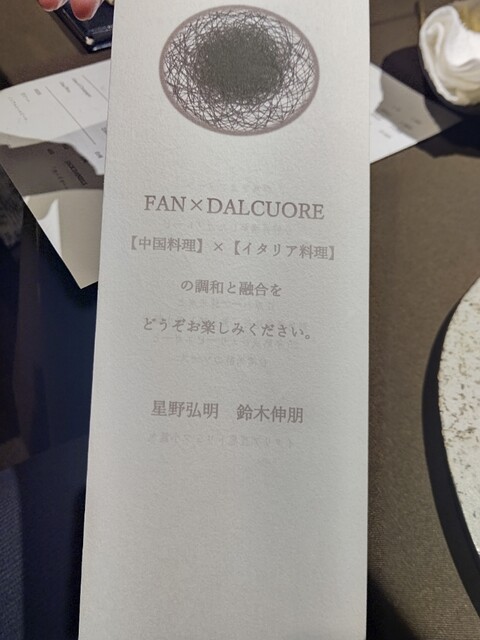 FAN×DALCUORE
【中国料理】×【イタリア料理】
の調和と融合を
どうぞお楽しみください。
星野弘明　鈴木伸朋